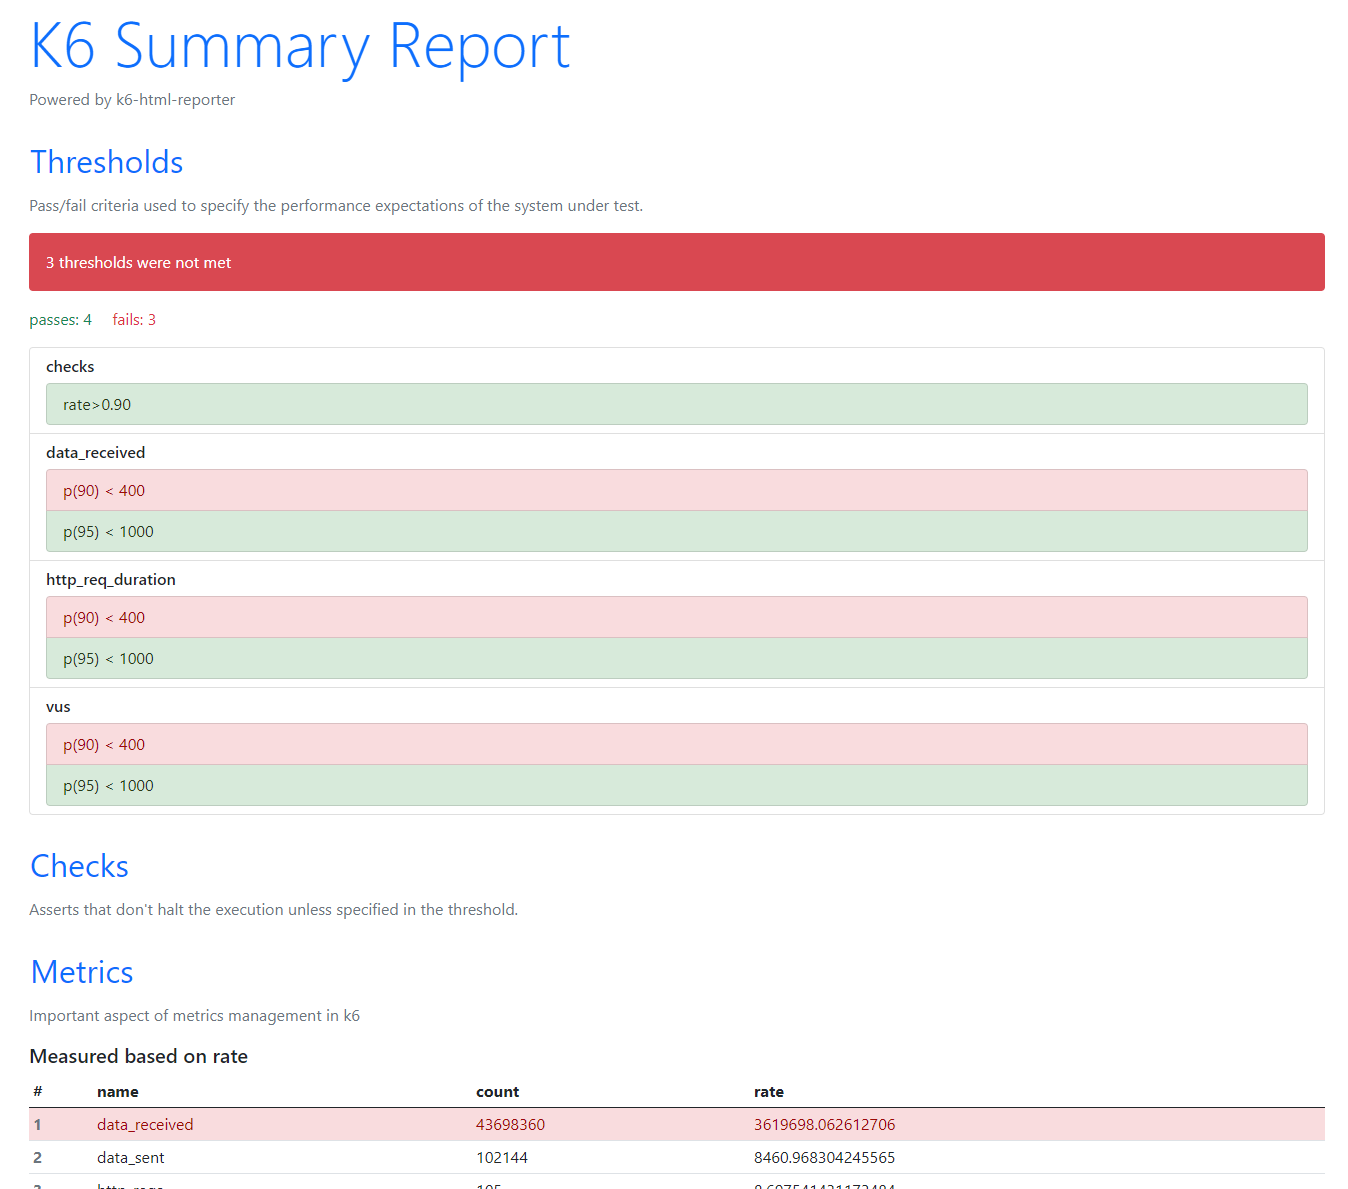 K6 Summary Report
Powered by k6-html-reporter
Thresholds
Pass/fail criteria used to specify the performance expectations of the system under test.
3 thresholds were not met
passes: 4 fails: 3
checks
rate>0.90
data_received
p(90) < 400
p(95) < 1000
http_req_duration
p(90) < 400
p(95) < 1000
vus
p(90) < 400
p(95) < 1000
Checks
Asserts that don't halt the execution unless specified in the threshold.
Metrics
Important aspect of metrics management in k6
Measured based on rate
# name count rate
1 data_received 43698360 3619698.062612706
2 data_sent 102144 8460.968304245565